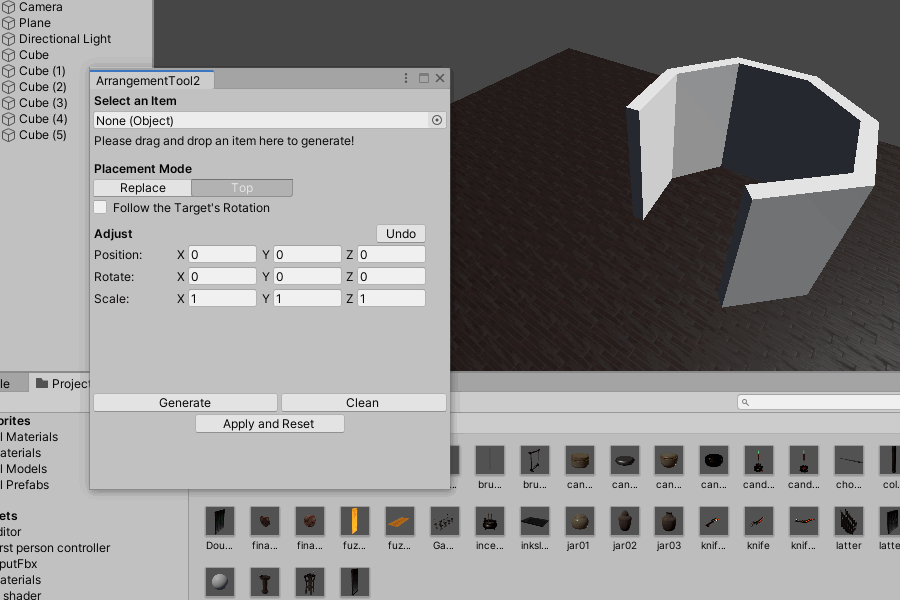 Camera
Plane
Directional Light
Cube
Cube (1)
Cube (2)
Cube (3)
Cube (4)
Cube (5)
ArrangementTool2
Select an Item
None (Object)
Please drag and drop an item here to generate!
Placement Mode
Replace Top
Follow the Target's Rotation
Adjust Undo
Position: X 0 Y 0 Z 0
Rotate: X 0 Y 0 Z 0
Scale: X 1 Y 1 Z 1
Generate Clean
Apply and Reset
le Project
orites
l Materials
aterials
l Models
l Prefabs
ets
ditor
rst person controller
putFbx
aterials
shader
bru... bru... can... can... can... can... cand... cand... cho... col...
Dou... fina... fina... fuz... fuz... Ga... ince... inksl... jar01 jar02 jar03 knif... knife knif... latter latte